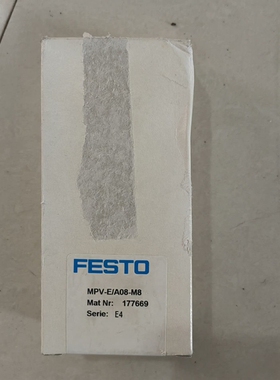 FESTO
MPV-E/A08-M8
Mat Nr: 177669
Serie: E4